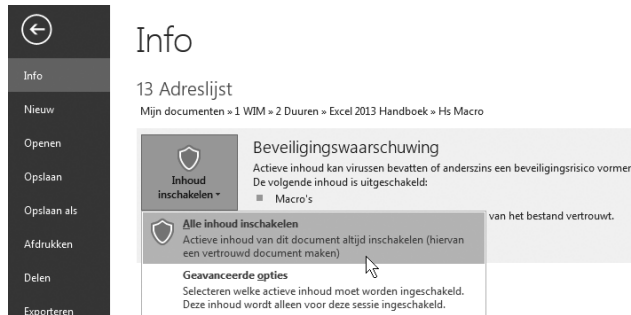 Info
Info
13 Adreslijst
Mijn documenten » 1 WIM » 2 Duuren » Excel 2013 Handboek » Hs Macro
Nieuw
Openen
Opslaan
Opslaan als
Afdrukken
Delen
Exporteren
Inhoud
inschakelen
Beveiligingswaarschuwing
Actieve inhoud kan virussen bevatten of anderszins een beveiligingsrisico vormen
De volgende inhoud is uitgeschakeld:
Macro's
van het bestand vertrouwt.
Alle inhoud inschakelen
Actieve inhoud van dit document altijd inschakelen (hiervan
een vertrouwd document maken)
Geavanceerde opties
Selecteren welke actieve inhoud moet worden ingeschakeld.
Deze inhoud wordt alleen voor deze sessie ingeschakeld.